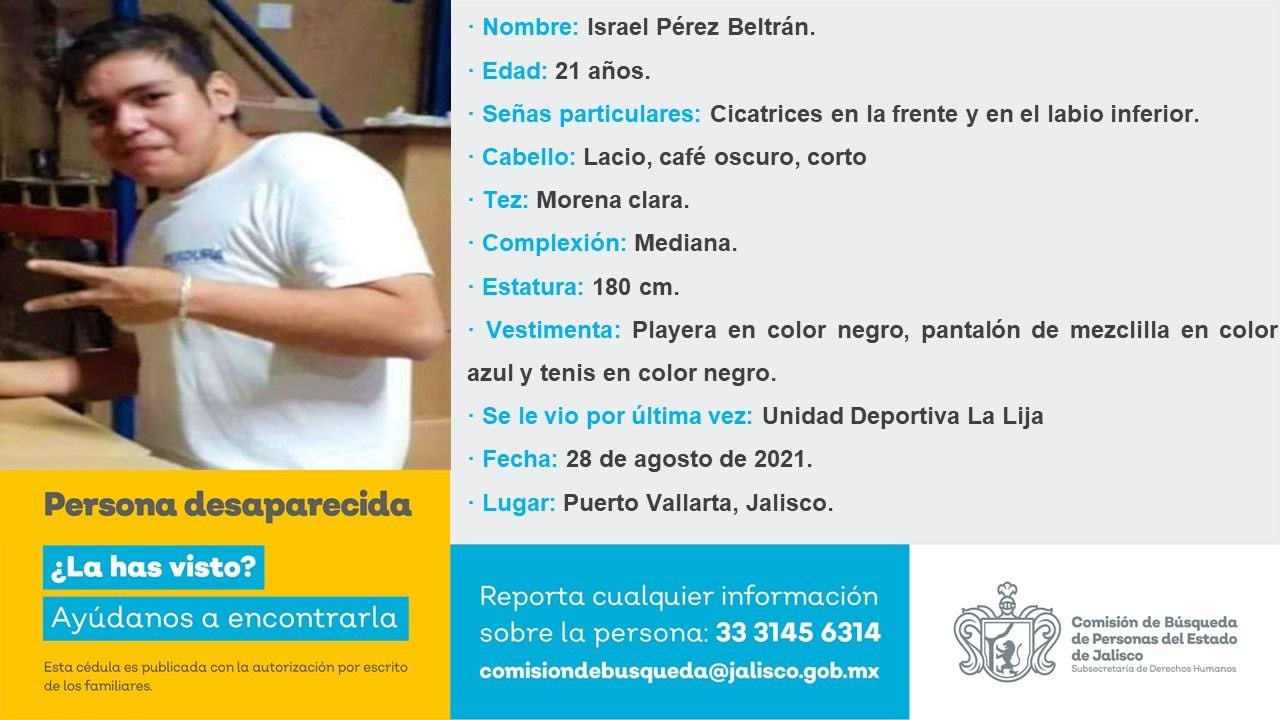 · Nombre: Israel Pérez Beltrán.
· Edad: 21 años.
· Señas particulares: Cicatrices en la frente y en el labio inferior.
· Cabello: Lacio, café oscuro, corto
· Tez: Morena clara.
· Complexión: Mediana.
· Estatura: 180 cm.
· Vestimenta: Playera en color negro, pantalón de mezclilla en color
azul y tenis en color negro.
· Se le vio por última vez: Unidad Deportiva La Lija
· Fecha: 28 de agosto de 2021.
· Lugar: Puerto Vallarta, Jalisco.
Persona desaparecida
¿La has visto?
Ayúdanos a encontrarla
Esta cédula es publicada con la autorización por escrito
de los familiares.
Reporta cualquier información
sobre la persona: 33 3145 6314
comisiondebusqueda@jalisco.gob.mx
Comisión de Búsqueda
de Personas del Estado
de Jalisco
Subsecretaría de Derechos Humanos